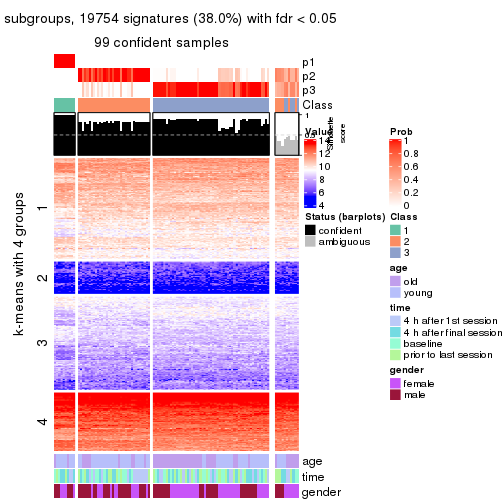 subgroups, 19754 signatures (38.0%) with fdr < 0.05
99 confident samples
p1
p2
p3
Class
1
Value
14
12
10
8
6
4
score
Prob
1
0.8
0.6
0.4
0.2
0
Status (barplots)
confident
ambiguous
Class
1
2
3
age
old
young
time
4 h after 1st session
4 h after final session
baseline
prior to last session
gender
female
male
k-means with 4 groups
1
2
3
4
age
time
gender